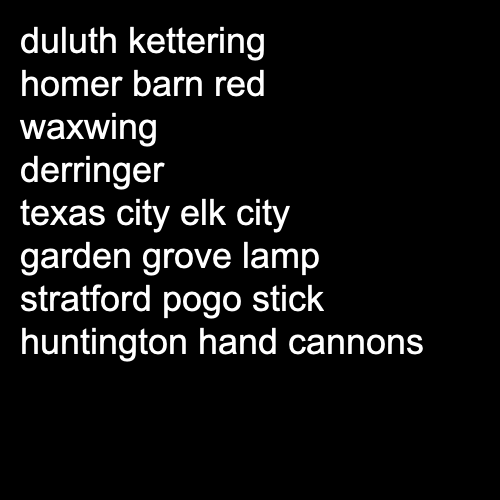 duluth kettering
homer barn red
waxwing
derringer
texas city elk city
garden grove lamp
stratford pogo stick
huntington hand cannons